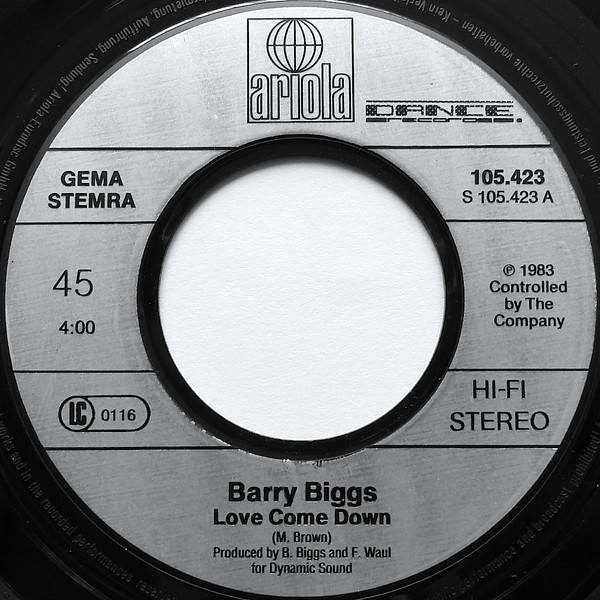 ariola
DANCE
RECORDS.
GEMA
STEMRA
105.423
S 105.423 A
45
4:00
℗ 1983
Controlled
by The
Company
LC 0116
HI-FI
STEREO
Barry Biggs
Love Come Down
(M. Brown)
Produced by B. Biggs and F. Waul
for Dynamic Sound